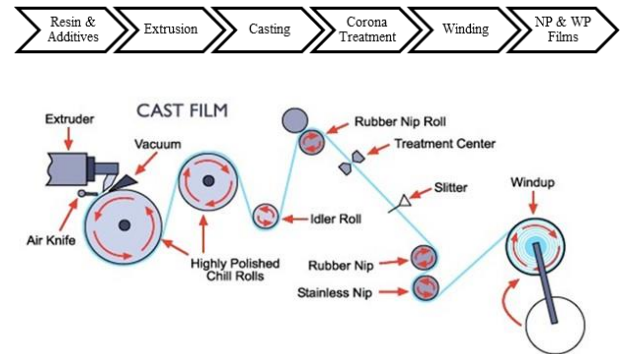 Resin &
Additives
Extrusion
Casting
Corona
Treatment
Winding
NP & WP
Films
CAST FILM
Extruder
Vacuum
Air Knife
Highly Polished
Chill Rolls
Idler Roll
Rubber Nip Roll
Treatment Center
Slitter
Rubber Nip
Stainless Nip
Windup